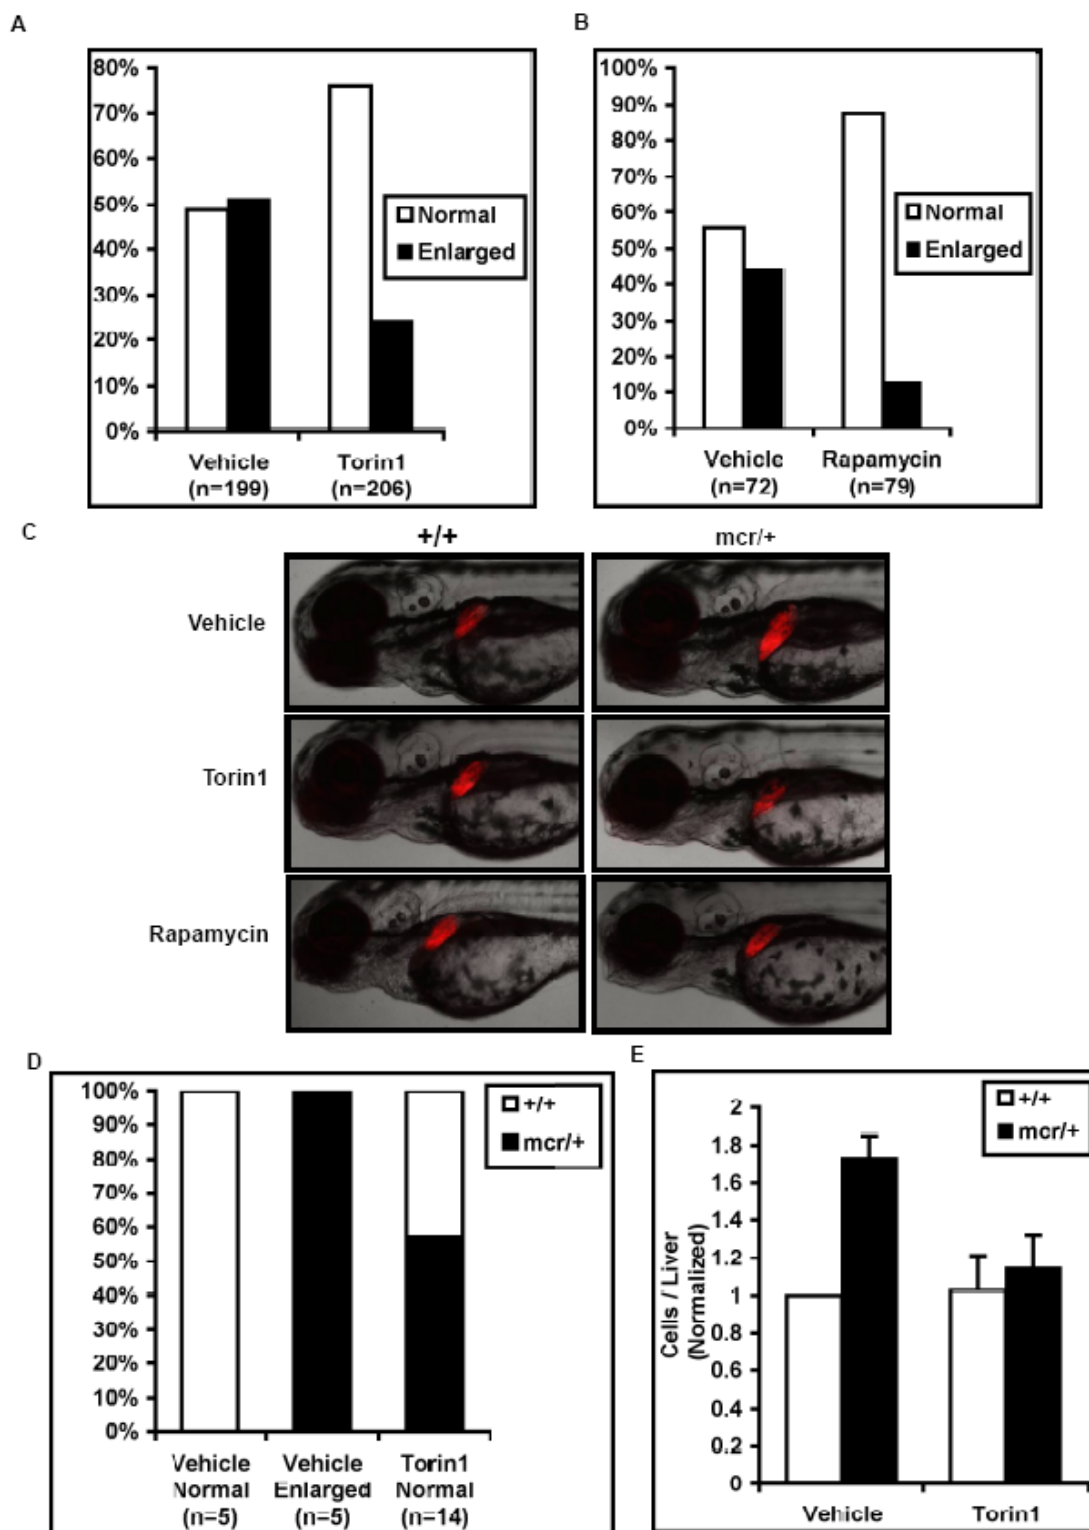 A
80%
70%
60%
50%
40%
30%
20%
10%
0%
Normal
Enlarged
Vehicle
(n=199)
Torin1
(n=206)
B
100%
90%
80%
70%
60%
50%
40%
30%
20%
10%
0%
Normal
Enlarged
Vehicle
(n=72)
Rapamycin
(n=79)
C
+/+
mcr/+
Vehicle
Torin1
Rapamycin
D
100%
90%
80%
70%
60%
50%
40%
30%
20%
10%
0%
+/+
mcr/+
Vehicle
Normal
(n=5)
Vehicle
Enlarged
(n=5)
Torin1
Normal
(n=14)
E
Cells / Liver
(Normalized)
2
1.8
1.6
1.4
1.2
1
0.8
0.6
0.4
0.2
0
+/+
mcr/+
Vehicle
Torin1